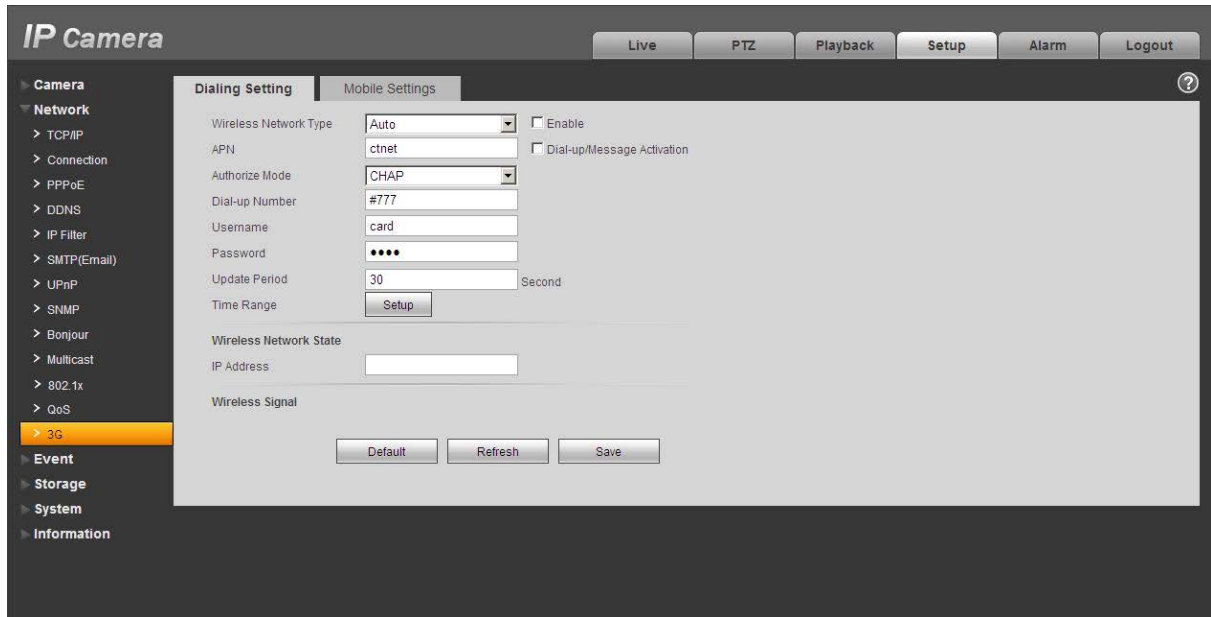 IP Camera
Live
PTZ
Playback
Setup
Alarm
Logout
?
Camera
Network
> TCP/IP
> Connection
> PPPoE
> DDNS
> IP Filter
> SMTP(Email)
> UPnP
> SNMP
> Bonjour
> Multicast
> 802.1x
> QoS
> 3G
Event
Storage
System
Information
Dialing Setting
Mobile Settings
Wireless Network Type Auto Enable
APN ctnet Dial-up/Message Activation
Authorize Mode CHAP
Dial-up Number #777
Username card
Password ••••
Update Period 30 Second
Time Range Setup
Wireless Network State
IP Address
Wireless Signal
Default Refresh Save